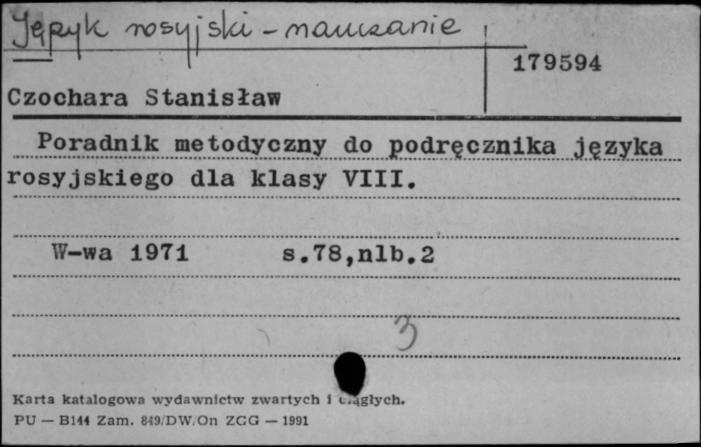 Język rosyjski - nauczanie
179594
Czochara Stanisław
Poradnik metodyczny do podręcznika języka
rosyjskiego dla klasy VIII.
W-wa 1971 s.78,nlb.2
3
Karta katalogowa wydawnictw zwartych i ciągłych.
PU — B144 Zam. 849/DW/On ZCG — 1991